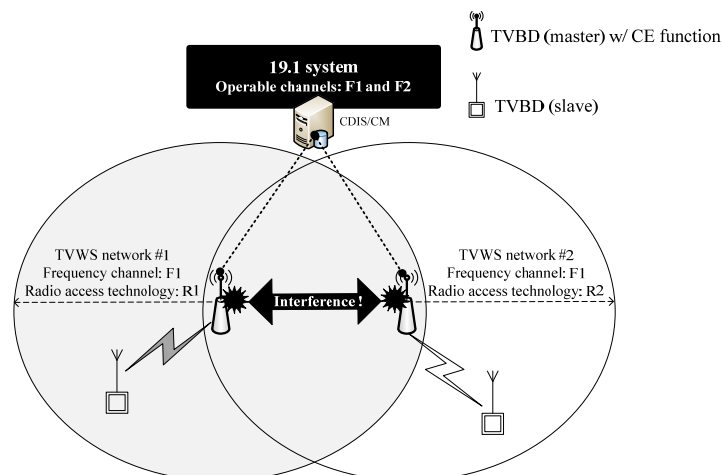 TVBD (master) w/ CE function
19.1 system
Operable channels: F1 and F2
CDIS/CM
TVBD (slave)
TVWS network #1
Frequency channel: F1
Radio access technology: R1
Interference!
TVWS network #2
Frequency channel: F1
Radio access technology: R2